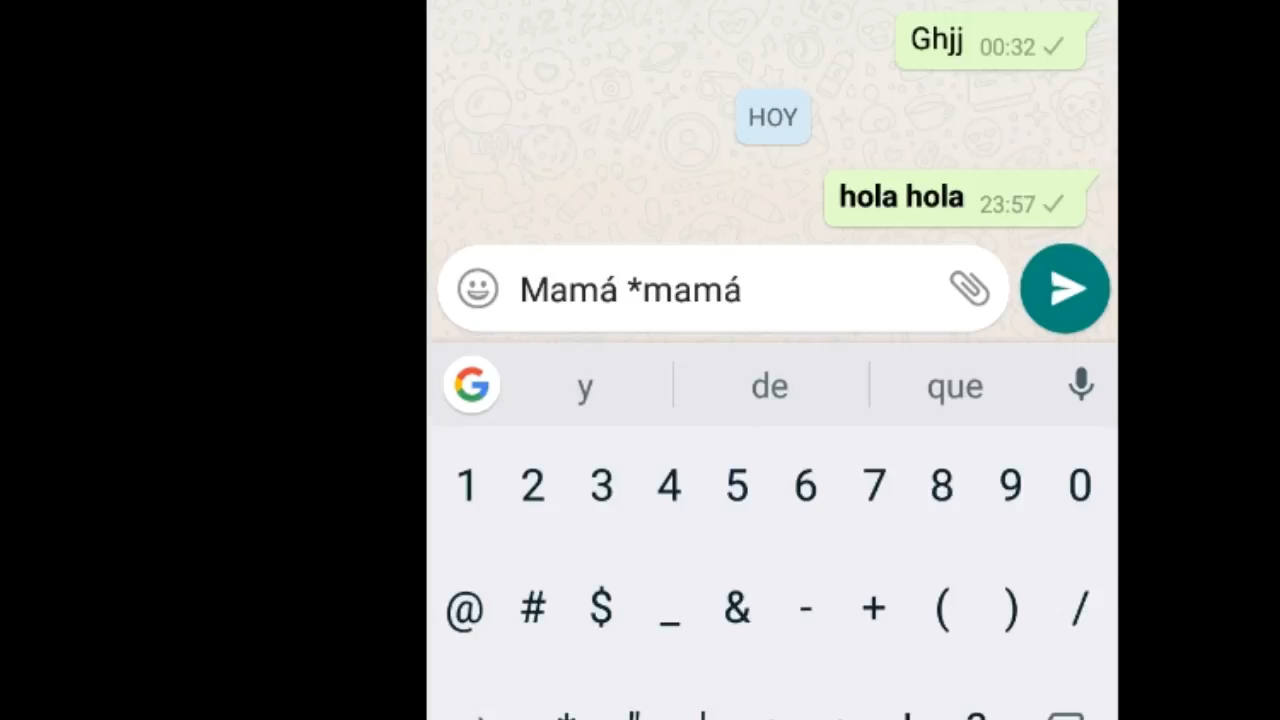 Ghjj 00:32
HOY
hola hola 23:57
Mamá *mamá
y de que
1 2 3 4 5 6 7 8 9 0
@ # $ _ & - + ( ) /